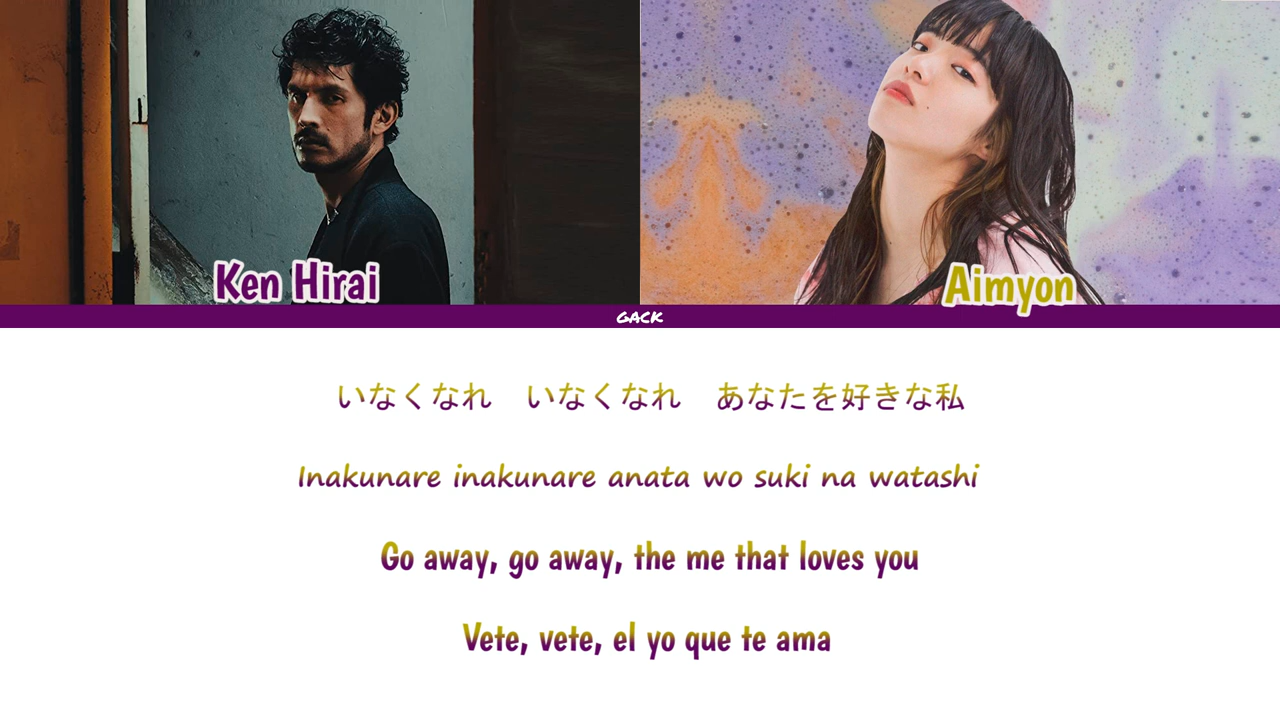 Ken Hirai
Aimyon
GACK
いなくなれ　いなくなれ　あなたを好きな私
Inakunare inakunare anata wo suki na watashi
Go away, go away, the me that loves you
Vete, vete, el yo que te ama